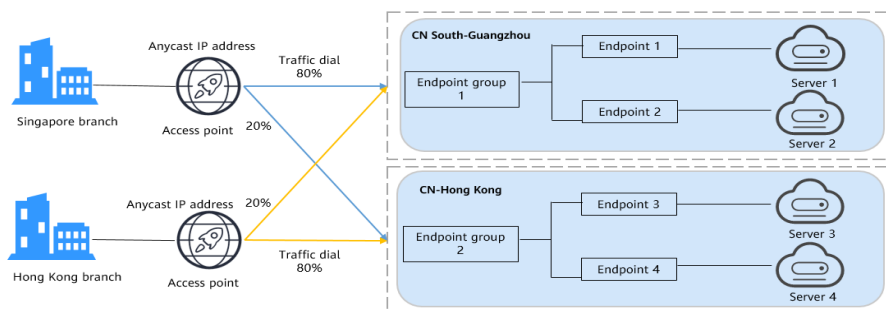 Anycast IP address
Traffic dial
80%
Singapore branch
Access point
20%
CN South-Guangzhou
Endpoint group
1
Endpoint 1
Endpoint 2
Server 1
Server 2
Anycast IP address
20%
Hong Kong branch
Access point
Traffic dial
80%
CN-Hong Kong
Endpoint group
2
Endpoint 3
Endpoint 4
Server 3
Server 4